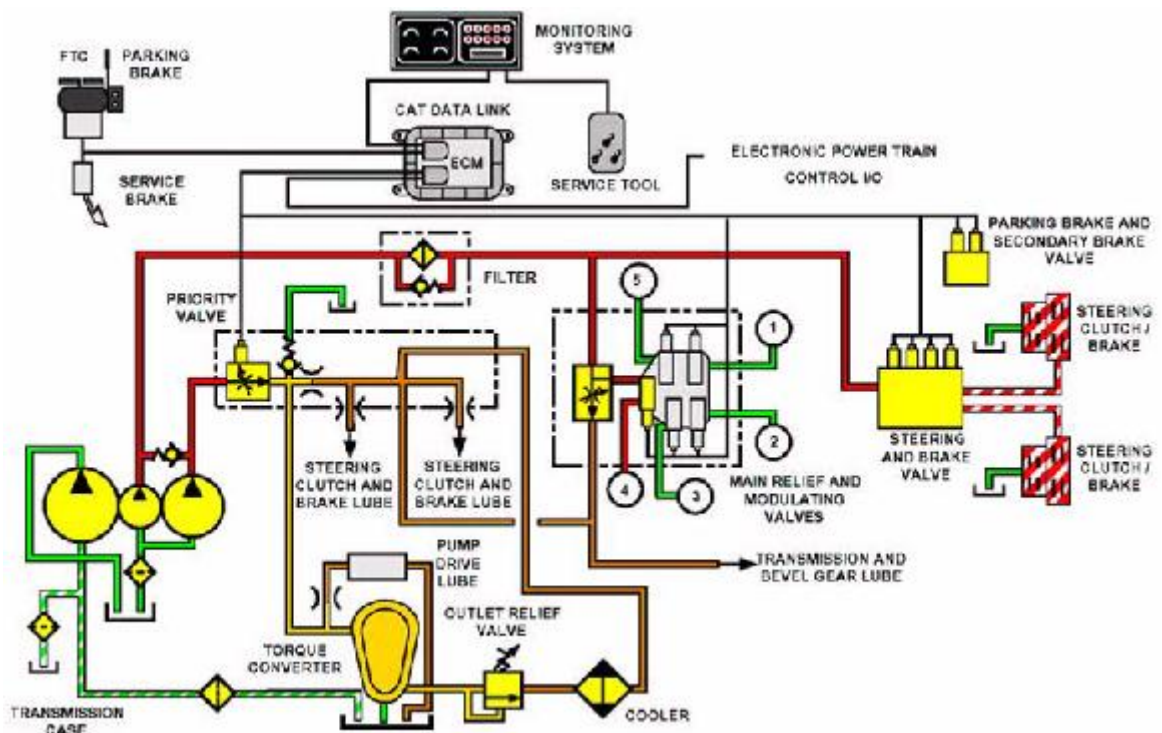 MONITORING
SYSTEM
FTC
PARKING
BRAKE
CAT DATA LINK
ECM
ELECTRONIC POWER TRAIN
CONTROL I/O
SERVICE TOOL
SERVICE
BRAKE
PARKING BRAKE AND
SECONDARY BRAKE
VALVE
FILTER
PRIORITY
VALVE
5
1
STEERING
CLUTCH /
BRAKE
2
4
3
STEERING
CLUTCH AND
BRAKE LUBE
STEERING
CLUTCH AND
BRAKE LUBE
MAIN RELIEF AND
MODULATING
VALVES
STEERING
AND BRAKE
VALVE
STEERING
CLUTCH /
BRAKE
PUMP
DRIVE
LUBE
TRANSMISSION AND
BEVEL GEAR LUBE
OUTLET RELIEF
VALVE
TORQUE
CONVERTER
COOLER
TRANSMISSION
CASE